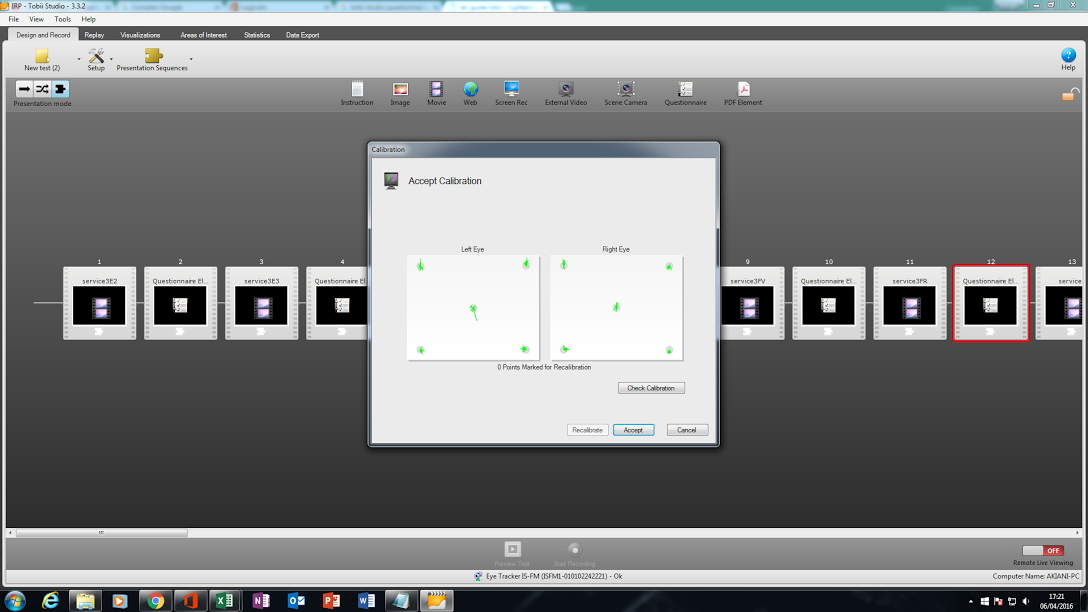 IRP - Tobii Studio - 3.3.2
File View Tools Help
Design and Record Replay Visualizations Areas of Interest Statistics Data Export
New test (2) Setup Presentation Sequences Help
Presentation mode Instruction Image Movie Web Screen Rec External Video Scene Camera Questionnaire PDF Element
Calibration
Accept Calibration
Left Eye Right Eye
1 2 3 4 9 10 11 12 13
service3E2 Questionnaire El... service3E3 Questionnaire El service3FV Questionnaire El... service3FR Questionnaire El... service
0 Points Marked for Recalibration
Check Calibration
Recalibrate Accept Cancel
Preview Test Start Recording
OFF
Remote Live Viewing
Eye Tracker IS-FM (ISFM1-010102242221) - Ok
Computer Name: AKIANI-PC
17:21
06/04/2016